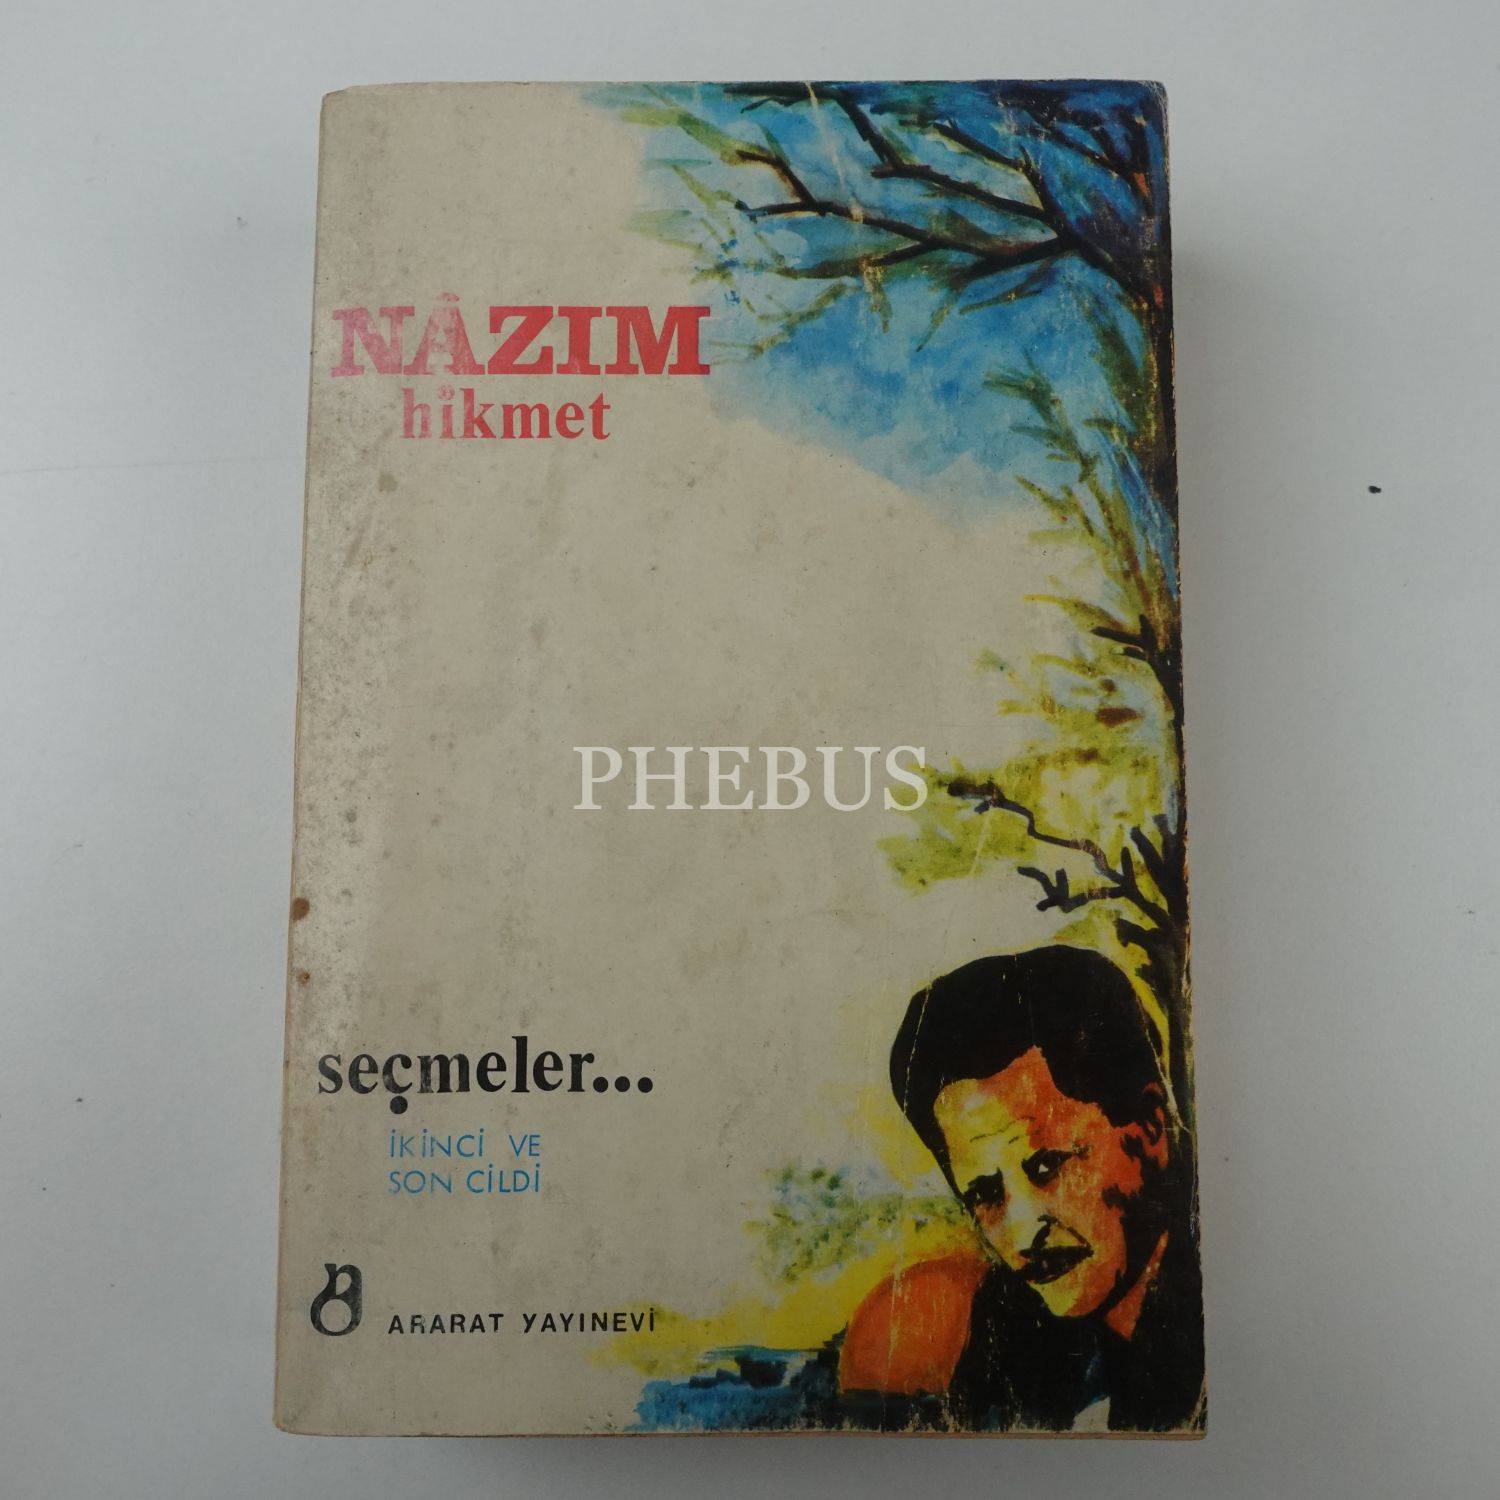 NÂZIM
hikmet
PHEBUS
seçmeler...
İKİNCİ VE
SON CİLDİ
ARARAT YAYINEVİ